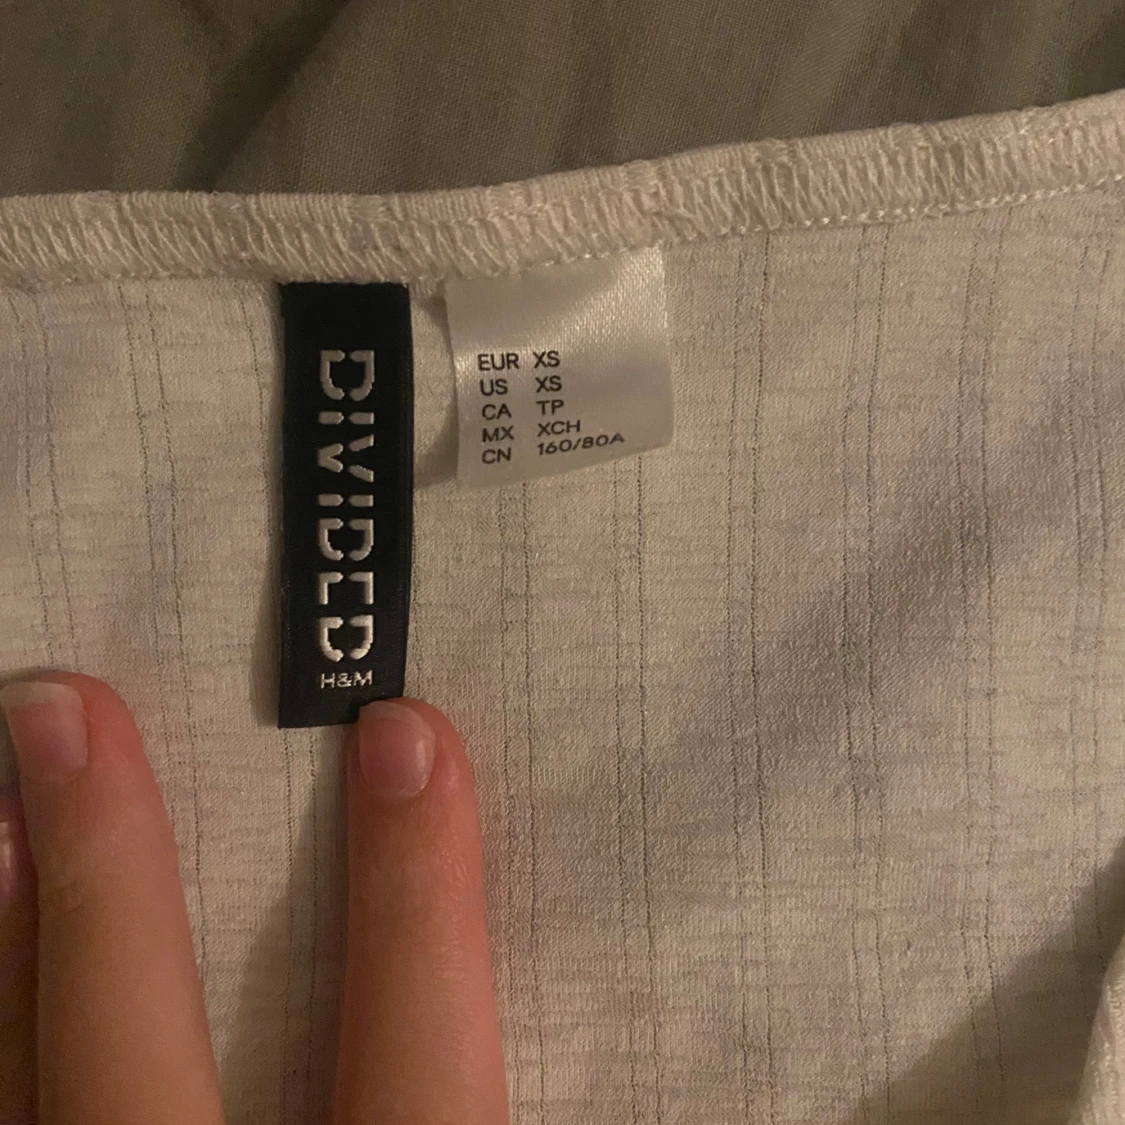 DIVIDED
H&M
EUR XS
US XS
CA TP
MX XCH
CN 160/80A